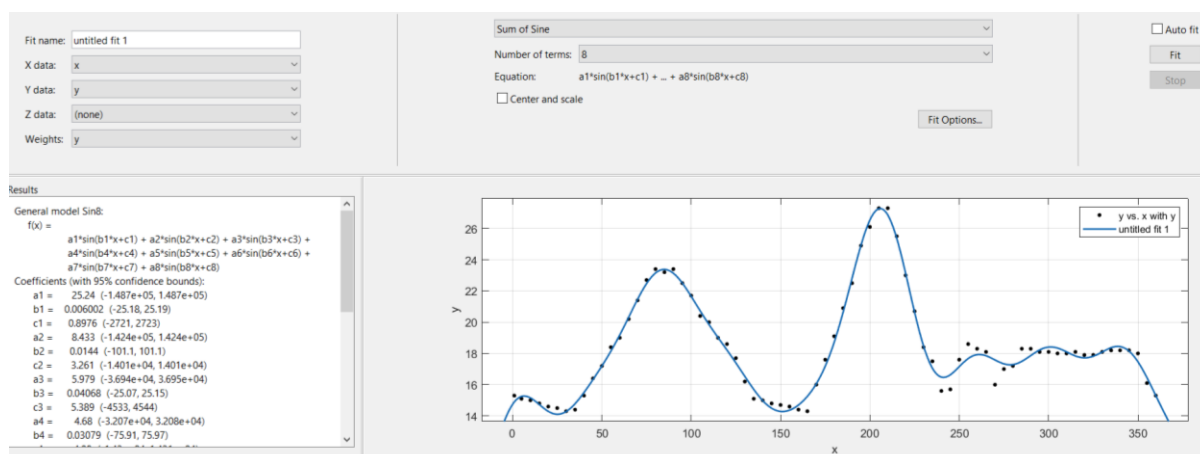 Fit name: untitled fit 1
X data: x
Y data: y
Z data: (none)
Weights: y
Sum of Sine
Number of terms: 8
Equation: a1*sin(b1*x+c1) + ... + a8*sin(b8*x+c8)
Center and scale
Fit Options...
Auto fit
Fit
Stop
Results
General model Sin8:
f(x) =
a1*sin(b1*x+c1) + a2*sin(b2*x+c2) + a3*sin(b3*x+c3) +
a4*sin(b4*x+c4) + a5*sin(b5*x+c5) + a6*sin(b6*x+c6) +
a7*sin(b7*x+c7) + a8*sin(b8*x+c8)
Coefficients (with 95% confidence bounds):
a1 = 25.24 (-1.487e+05, 1.487e+05)
b1 = 0.006002 (-25.18, 25.19)
c1 = 0.8976 (-2721, 2723)
a2 = 8.433 (-1.424e+05, 1.424e+05)
b2 = 0.0144 (-101.1, 101.1)
c2 = 3.261 (-1.401e+04, 1.401e+04)
a3 = 5.979 (-3.694e+04, 3.695e+04)
b3 = 0.04068 (-25.07, 25.15)
c3 = 5.389 (-4533, 4544)
a4 = 4.68 (-3.207e+04, 3.208e+04)
b4 = 0.03079 (-75.91, 75.97)
y vs. x with y
untitled fit 1
26
24
22
20
18
16
14
y
0 50 100 150 200 250 300 350
x